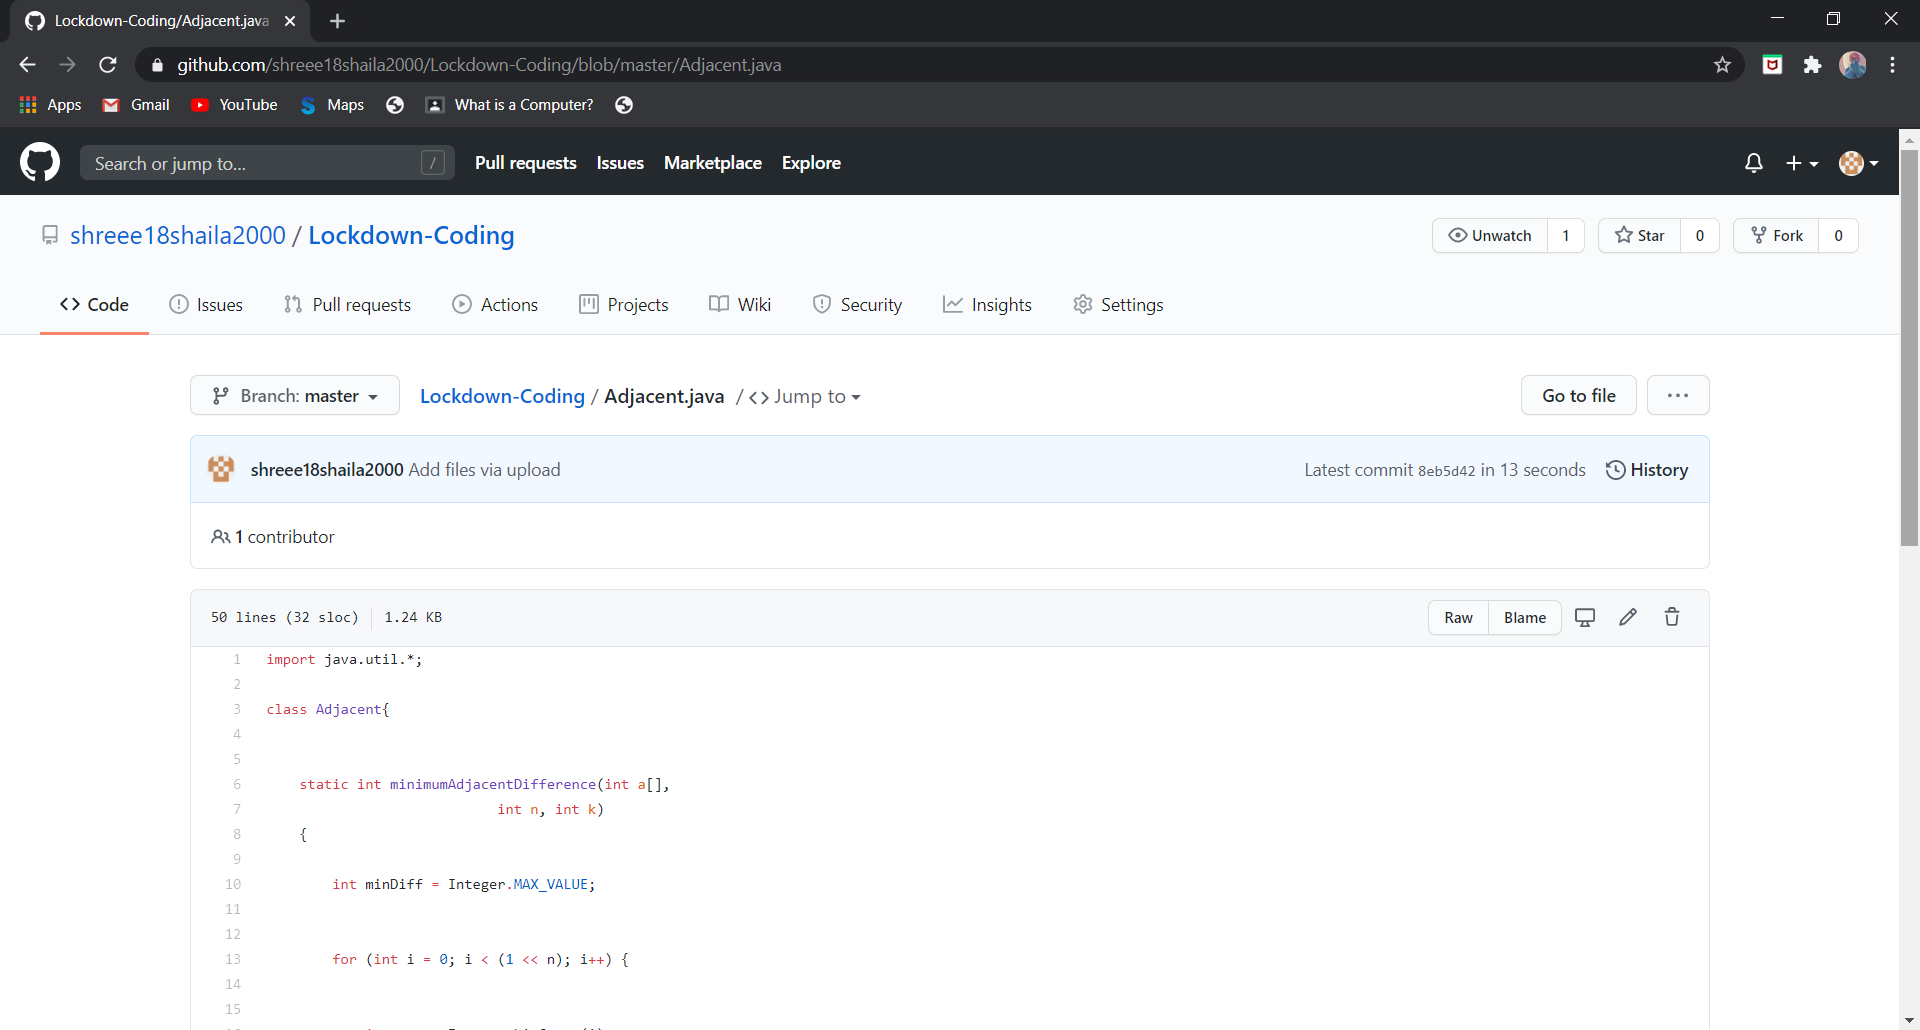 Lockdown-Coding/Adjacent.java
github.com/shreee18shaila2000/Lockdown-Coding/blob/master/Adjacent.java
Apps Gmail YouTube Maps What is a Computer?
Search or jump to... / Pull requests Issues Marketplace Explore
shreee18shaila2000 / Lockdown-Coding Unwatch 1 Star 0 Fork 0
Code Issues Pull requests Actions Projects Wiki Security Insights Settings
Branch: master Lockdown-Coding / Adjacent.java / <> Jump to Go to file ...
shreee18shaila2000 Add files via upload Latest commit 8eb5d42 in 13 seconds History
1 contributor
50 lines (32 sloc) 1.24 KB Raw Blame
1 import java.util.*;
2
3 class Adjacent{
4
5
6 static int minimumAdjacentDifference(int a[],
7 int n, int k)
8 {
9
10 int minDiff = Integer.MAX_VALUE;
11
12
13 for (int i = 0; i < (1 << n); i++) {
14
15